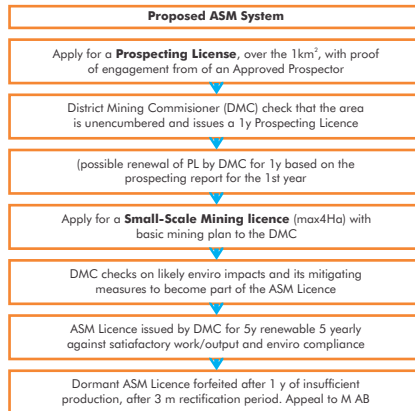 Proposed ASM System
Apply for a Prospecting License, over the 1km², with proof
of engagement from of an Approved Prospector
District Mining Commisioner (DMC) check that the area
is unencumbered and issues a 1y Prospecting Licence
(possible renewal of PL by DMC for 1y based on the
prospecting report for the 1st year
Apply for a Small-Scale Mining licence (max4Ha) with
basic mining plan to the DMC
DMC checks on likely enviro impacts and its mitigating
measures to become part of the ASM Licence
ASM Licence issued by DMC for 5y renewable 5 yearly
against satiafactory work/output and enviro compliance
Dormant ASM Licence forfeited after 1 y of insufficient
production, after 3 m rectification period. Appeal to M AB